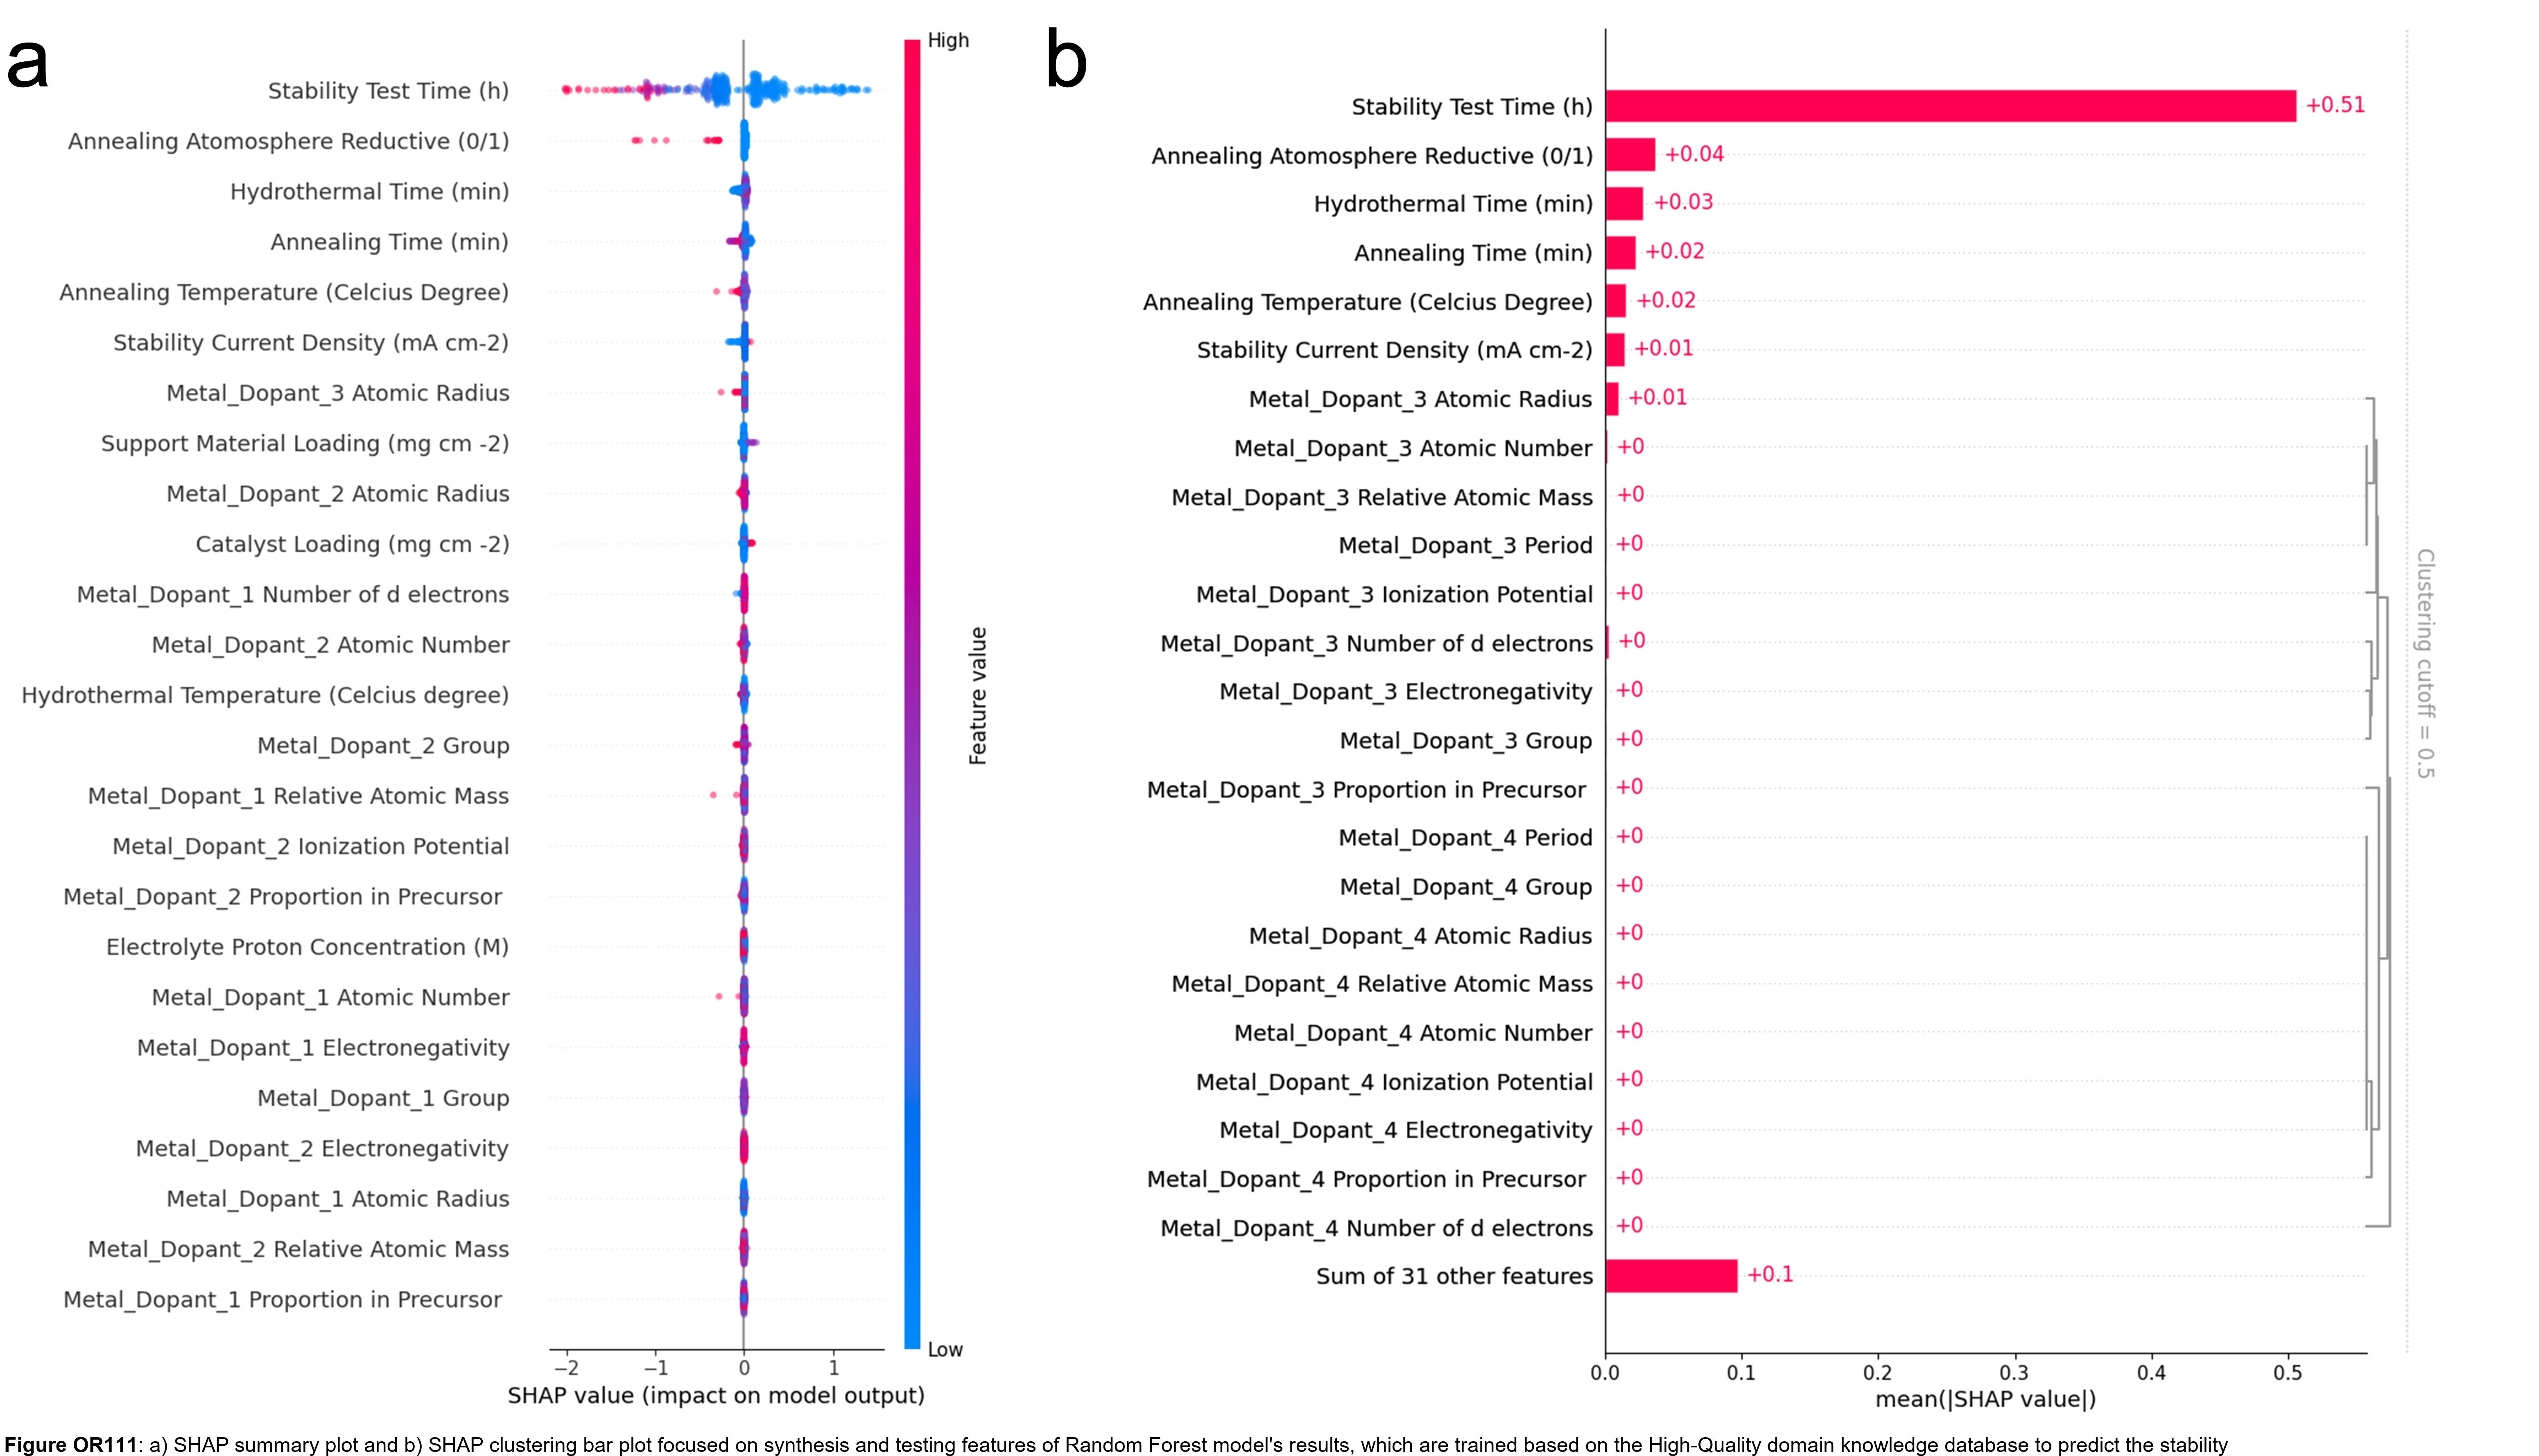 a
High
Stability Test Time (h)
Annealing Atomosphere Reductive (0/1)
Hydrothermal Time (min)
Annealing Time (min)
Annealing Temperature (Celcius Degree)
Stability Current Density (mA cm-2)
Metal_Dopant_3 Atomic Radius
Support Material Loading (mg cm -2)
Metal_Dopant_2 Atomic Radius
Catalyst Loading (mg cm -2)
Metal_Dopant_1 Number of d electrons
Metal_Dopant_2 Atomic Number
Hydrothermal Temperature (Celcius degree)
Metal_Dopant_2 Group
Metal_Dopant_1 Relative Atomic Mass
Metal_Dopant_2 Ionization Potential
Metal_Dopant_2 Proportion in Precursor
Electrolyte Proton Concentration (M)
Metal_Dopant_1 Atomic Number
Metal_Dopant_1 Electronegativity
Metal_Dopant_1 Group
Metal_Dopant_2 Electronegativity
Metal_Dopant_1 Atomic Radius
Metal_Dopant_2 Relative Atomic Mass
Metal_Dopant_1 Proportion in Precursor
Feature value
Low
−2 −1 0 1
SHAP value (impact on model output)
b
Stability Test Time (h) +0.51
Annealing Atomosphere Reductive (0/1) +0.04
Hydrothermal Time (min) +0.03
Annealing Time (min) +0.02
Annealing Temperature (Celcius Degree) +0.02
Stability Current Density (mA cm-2) +0.01
Metal_Dopant_3 Atomic Radius +0.01
Metal_Dopant_3 Atomic Number +0
Metal_Dopant_3 Relative Atomic Mass +0
Metal_Dopant_3 Period +0
Metal_Dopant_3 Ionization Potential +0
Metal_Dopant_3 Number of d electrons +0
Metal_Dopant_3 Electronegativity +0
Metal_Dopant_3 Group +0
Metal_Dopant_3 Proportion in Precursor +0
Metal_Dopant_4 Period +0
Metal_Dopant_4 Group +0
Metal_Dopant_4 Atomic Radius +0
Metal_Dopant_4 Relative Atomic Mass +0
Metal_Dopant_4 Atomic Number +0
Metal_Dopant_4 Ionization Potential +0
Metal_Dopant_4 Electronegativity +0
Metal_Dopant_4 Proportion in Precursor +0
Metal_Dopant_4 Number of d electrons +0
Sum of 31 other features +0.1
Clustering cutoff = 0.5
0.0 0.1 0.2 0.3 0.4 0.5
mean(|SHAP value|)
Figure OR111: a) SHAP summary plot and b) SHAP clustering bar plot focused on synthesis and testing features of Random Forest model's results, which are trained based on the High-Quality domain knowledge database to predict the stability